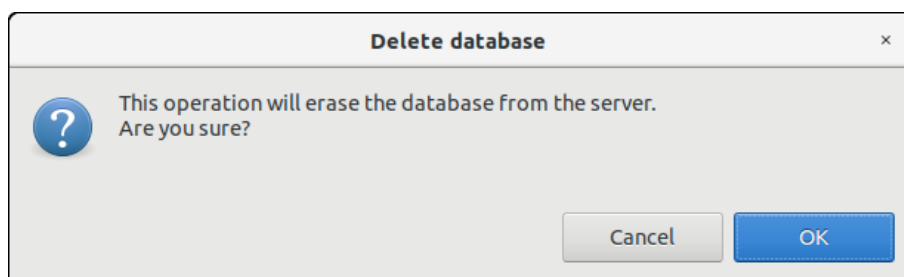 Delete database
×
This operation will erase the database from the server.
Are you sure?
Cancel
OK